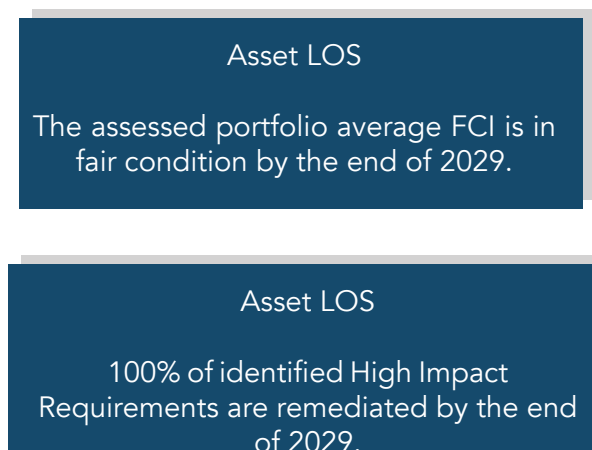 Asset LOS
The assessed portfolio average FCI is in
fair condition by the end of 2029.
Asset LOS
100% of identified High Impact
Requirements are remediated by the end
of 2029.